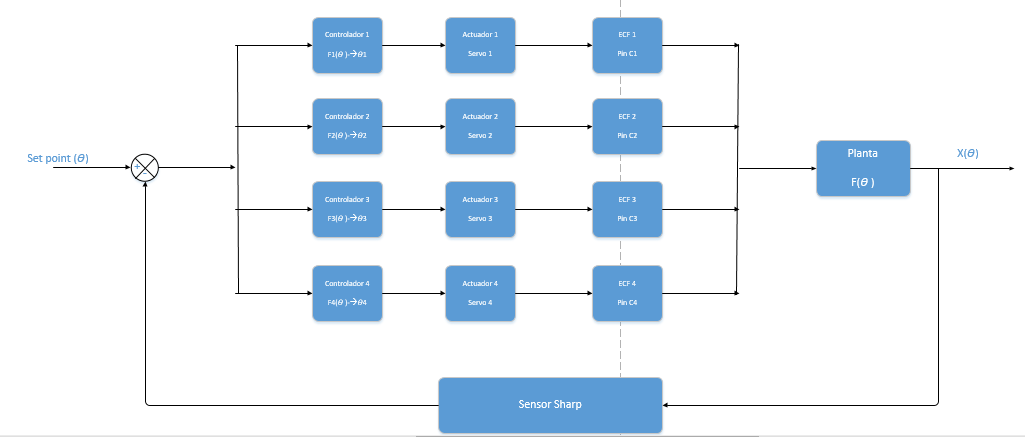 Controlador 1
F1(θ)->θ1
Actuador 1
Servo 1
ECF 1
Pin C1
Controlador 2
F2(θ)->θ2
Actuador 2
Servo 2
ECF 2
Pin C2
Set point (θ)
+
-
Planta
F(θ)
X(θ)
Controlador 3
F3(θ)->θ3
Actuador 3
Servo 3
ECF 3
Pin C3
Controlador 4
F4(θ)->θ4
Actuador 4
Servo 4
ECF 4
Pin C4
Sensor Sharp